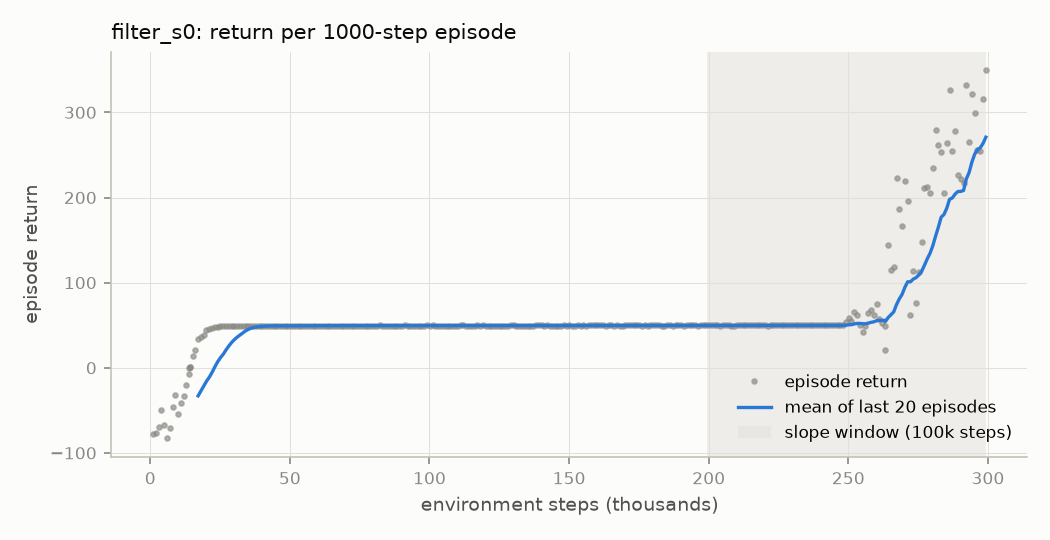 filter_s0: return per 1000-step episode
episode return
300
200
100
0
−100
episode return
mean of last 20 episodes
slope window (100k steps)
0 50 100 150 200 250 300
environment steps (thousands)